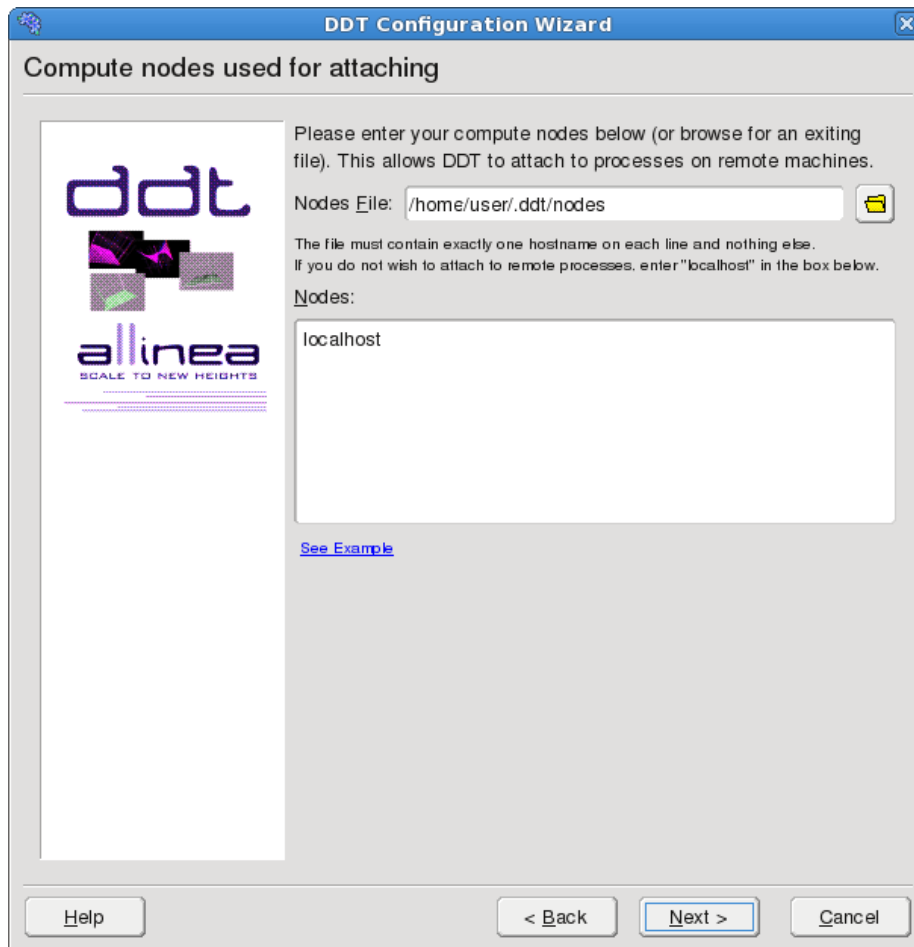 DDT Configuration Wizard
Compute nodes used for attaching
ddt
allinea
SCALE TO NEW HEIGHTS
Please enter your compute nodes below (or browse for an exiting
file). This allows DDT to attach to processes on remote machines.
Nodes File: /home/user/.ddt/nodes
The file must contain exactly one hostname on each line and nothing else.
If you do not wish to attach to remote processes, enter "localhost" in the box below.
Nodes:
localhost
See Example
Help < Back Next > Cancel